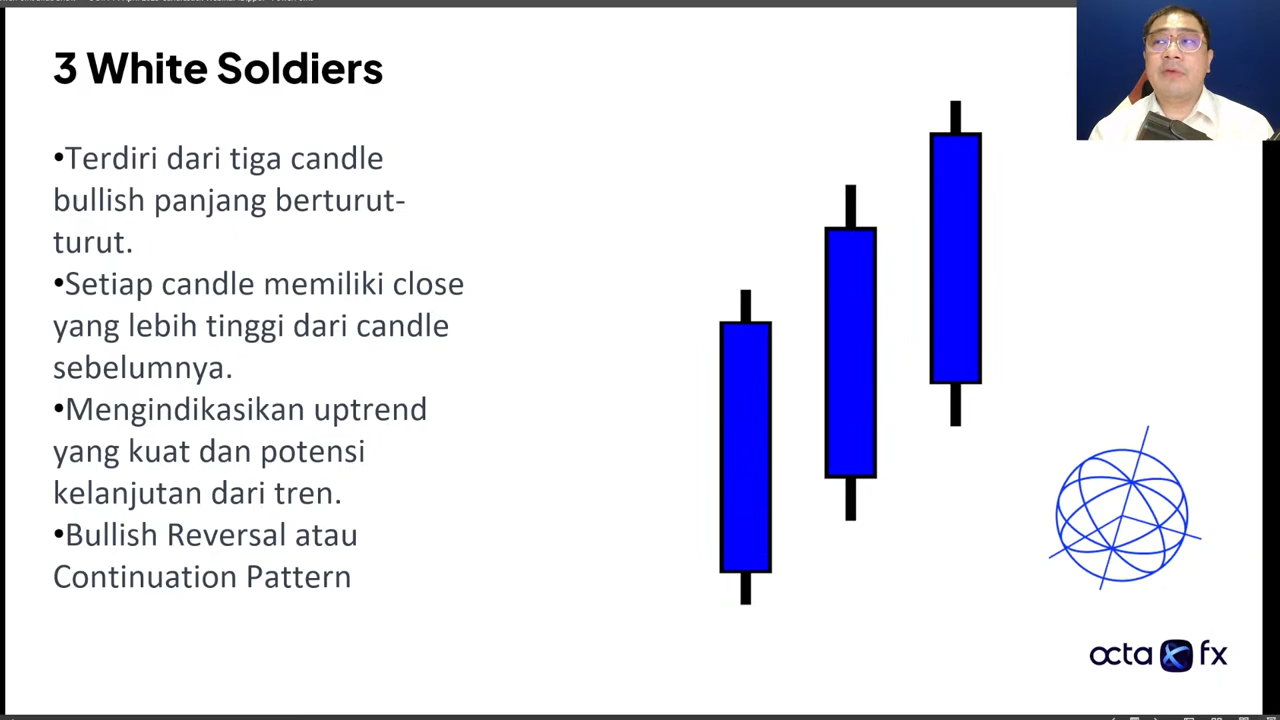 3 White Soldiers
•Terdiri dari tiga candle
bullish panjang berturut-
turut.
•Setiap candle memiliki close
yang lebih tinggi dari candle
sebelumnya.
•Mengindikasikan uptrend
yang kuat dan potensi
kelanjutan dari tren.
•Bullish Reversal atau
Continuation Pattern
octa fx